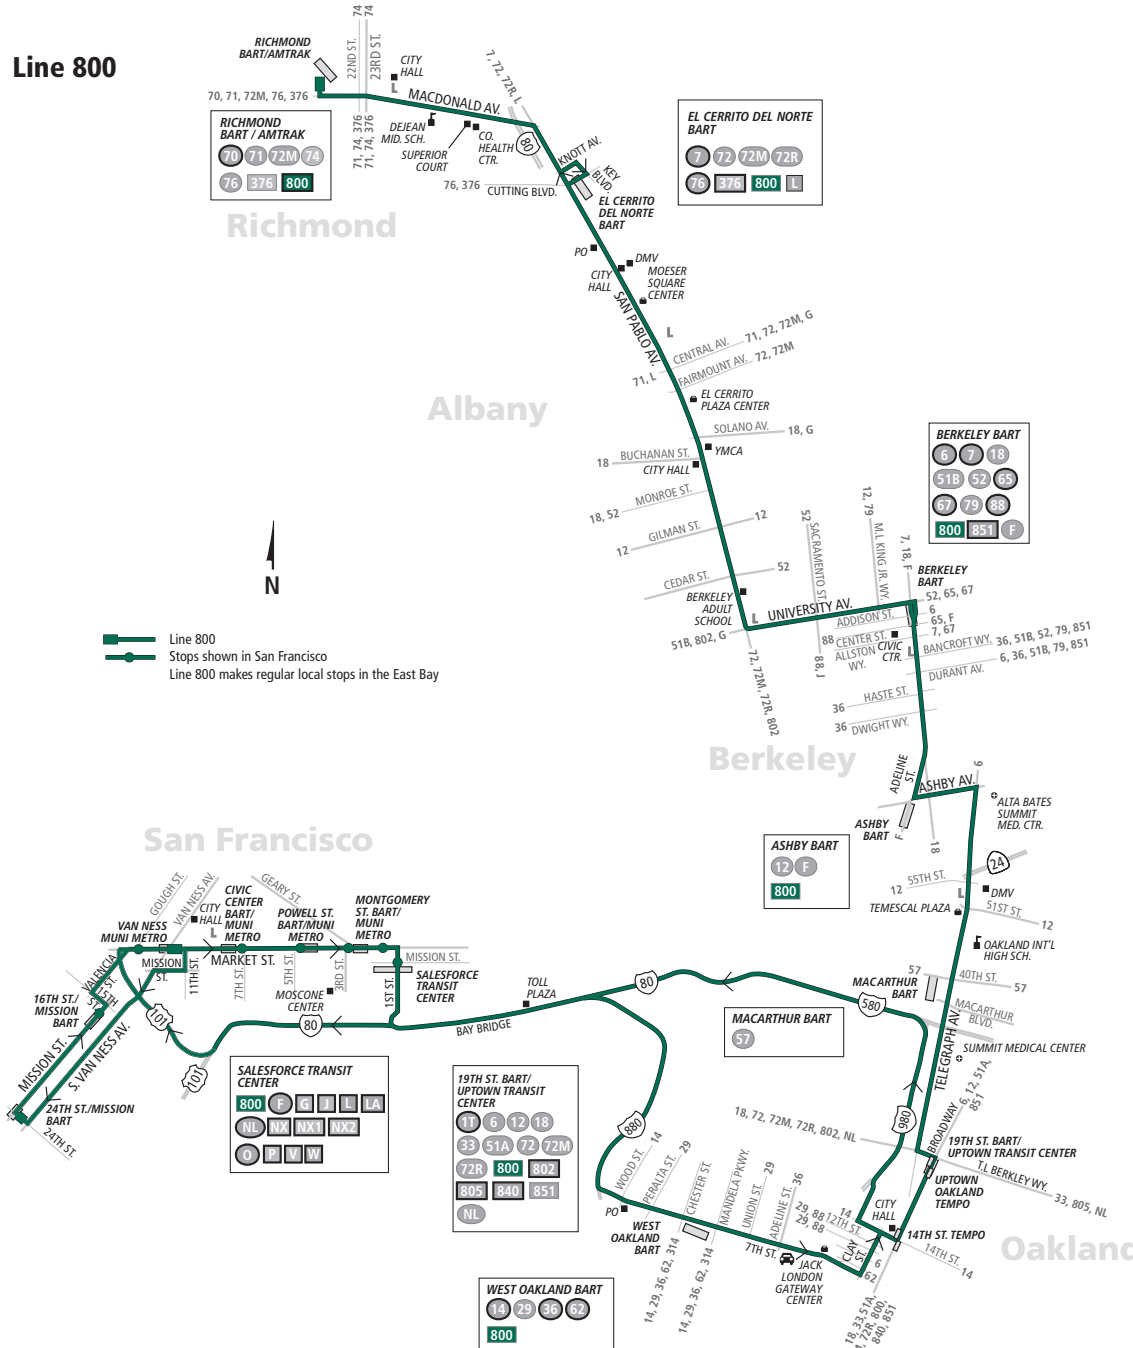 Line 800
RICHMOND
BART/AMTRAK
22ND ST.
74
23RD ST.
74
CITY
HALL
L
70, 71, 72M, 76, 376
71, 74, 376
71, 74, 376
MACDONALD AV.
7, 72, 72R, L
DEJEAN
MID. SCH.
SUPERIOR
COURT
CO.
HEALTH
CTR.
80
KNOTT AV.
KEY
BLVD.
76, 376
CUTTING BLVD.
EL CERRITO
DEL NORTE
BART
RICHMOND
BART / AMTRAK
70 71 72M 74
76 376 800
EL CERRITO DEL NORTE
BART
7 72 72M 72R
76 376 800 L
Richmond
PO
DMV
CITY
HALL
MOESER
SQUARE
CENTER
SAN PABLO AV.
L
CENTRAL AV.
71, 72, 72M, G
71, L
FAIRMOUNT AV.
72, 72M
EL CERRITO
PLAZA CENTER
Albany
SOLANO AV.
18, G
18
BUCHANAN ST.
YMCA
CITY HALL
MONROE ST.
18, 52
GILMAN ST.
12
12
CEDAR ST.
52
BERKELEY
ADULT
SCHOOL
L
51B, 802, G
72, 72M, 72R, 802
UNIVERSITY AV.
52
SACRAMENTO ST.
88, J
12, 79
M.L KING JR. WY.
7, 18, F
BERKELEY BART
6 7 18
51B 52 65
67 79 88
800 851 F
BERKELEY
BART
52, 65, 67
ADDISON ST.
6
65, F
88
CENTER ST.
7, 67
ALLSTON
WY.
CIVIC
CTR.
L
BANCROFT WY.
36, 51B, 52, 79, 851
DURANT AV.
6, 36, 51B, 79, 851
HASTE ST.
36
36
DWIGHT WY.
N
Line 800
Stops shown in San Francisco
Line 800 makes regular local stops in the East Bay
Berkeley
ADELINE
ST.
ASHBY AV.
6
ALTA BATES
SUMMIT
MED. CTR.
ASHBY
BART
F
18
ASHBY BART
12 F
800
24
55TH ST.
12
L
DMV
TEMESCAL PLAZA
51ST ST.
12
OAKLAND INT'L
HIGH SCH.
San Francisco
GOUGH ST.
VAN NESS AV.
CITY
HALL
L
CIVIC
CENTER
BART/
MUNI
METRO
GEARY ST.
POWELL ST.
BART/MUNI
METRO
MONTGOMERY
ST. BART/
MUNI
METRO
VAN NESS
MUNI METRO
MARKET ST.
MISSION
ST.
11TH ST.
7TH ST.
5TH ST.
3RD ST.
1ST ST.
MISSION ST.
SALESFORCE
TRANSIT
CENTER
MOSCONE
CENTER
VALENCIA
ST.
15TH
ST.
16TH ST./
MISSION
BART
101
101
MISSION ST.
S. VAN NESS AV.
24TH ST./MISSION
BART
24TH ST.
80
BAY BRIDGE
TOLL
PLAZA
80
580
57
40TH ST.
57
MACARTHUR
BART
MACARTHUR
BLVD.
MACARTHUR BART
57
SUMMIT MEDICAL CENTER
TELEGRAPH AV.
SALESFORCE TRANSIT
CENTER
800 F G J L LA
NL NX NX1 NX2
O P V W
19TH ST. BART/
UPTOWN TRANSIT
CENTER
1T 6 12 18
33 51A 72 72M
72R 800 802
805 840 851
NL
880
980
6, 12, 51A,
851
BROADWAY
18, 72, 72M, 72R, 802, NL
19TH ST. BART/
UPTOWN TRANSIT CENTER
T.L BERKLEY WY.
33, 805, NL
UPTOWN
OAKLAND
TEMPO
WOOD ST.
14
PERALTA ST.
29
CHESTER ST.
MANDELA PKWY.
UNION ST.
29
ADELINE ST.
36
PO
WEST
OAKLAND
BART
14, 29, 36, 62, 314
14, 29, 36, 62, 314
7TH ST.
JACK
LONDON
GATEWAY
CENTER
14
12TH ST.
29, 88
29, 88
CLAY
ST.
CITY
HALL
14TH ST. TEMPO
14TH ST.
14
6
62
Oakland
18, 33, 51A,
72R, 800,
840, 851
WEST OAKLAND BART
14 29 36 62
800